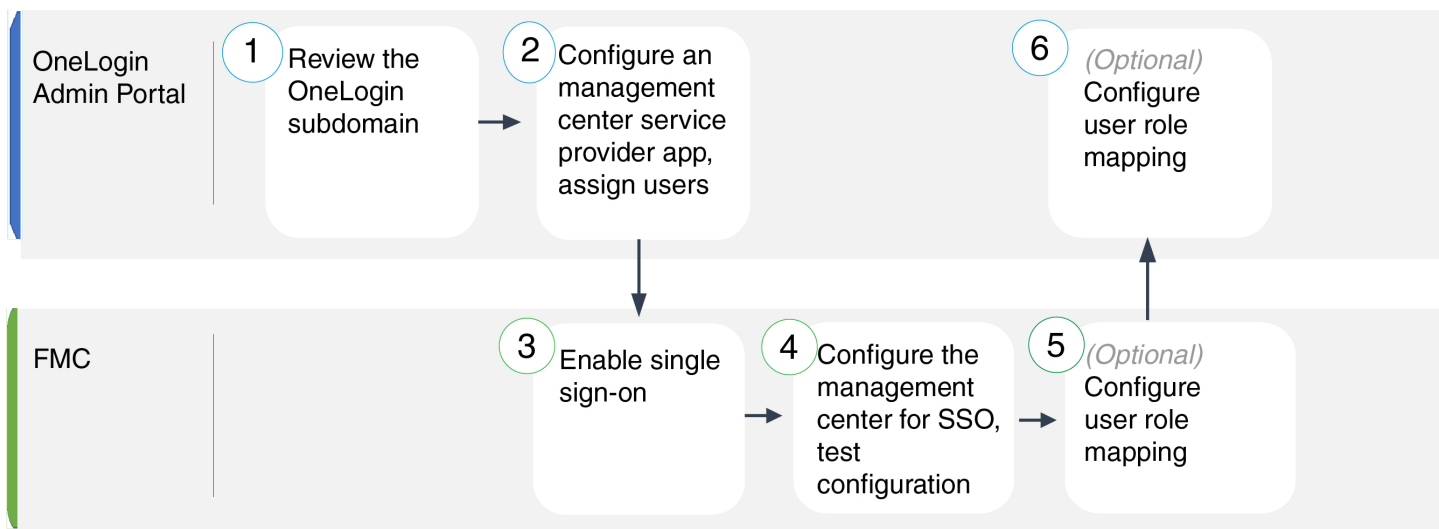 OneLogin
Admin Portal
1
Review the
OneLogin
subdomain
2
Configure an
management
center service
provider app,
assign users
6
(Optional)
Configure
user role
mapping
FMC
3
Enable single
sign-on
4
Configure the
management
center for SSO,
test
configuration
5
(Optional)
Configure
user role
mapping